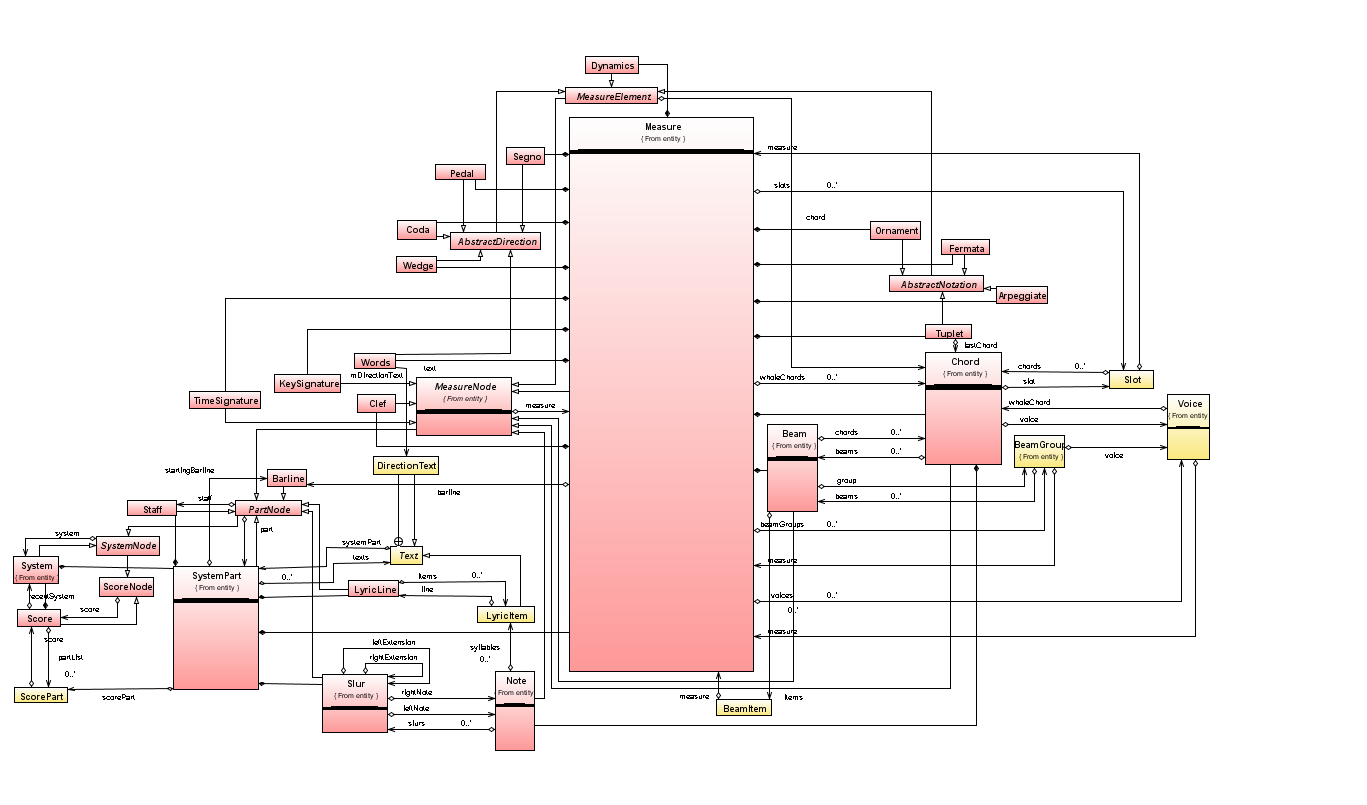 Dynamics
MeasureElement
Measure
{ From entity }
measure
Segno
Pedal
slots
0..*
chord
Coda
Ornament
AbstractDirection
Fermata
Wedge
AbstractNotation
Arpeggiate
Tuplet
lastChord
Words
text
Chord
{ From entity }
chords
0..*
mDirectionText
KeySignature
MeasureNode
{ From entity }
wholeChords
0..*
slot
Slot
TimeSignature
Clef
measure
wholeChord
Voice
{ From entity
voice
Beam
{ From entity }
chords
0..*
BeamGroup
{ From entity }
beams
0..*
voice
DirectionText
startingBarline
Barline
group
barline
beams
0..*
staff
Staff
PartNode
beamGroups
0..*
part
system
SystemNode
systemPart
Text
texts
measure
System
{ From entity
SystemPart
{ From entity }
0..*
items
0..*
ScoreNode
LyricLine
line
voices
0..*
score
0..*
Score
LyricItem
measure
score
leftExtension
syllables
partList
rightExtension
0..*
0..*
Slur
{ From entity }
Note
{ From entity
ScorePart
scorePart
rightNote
measure
items
leftNote
BeamItem
slurs
0..*